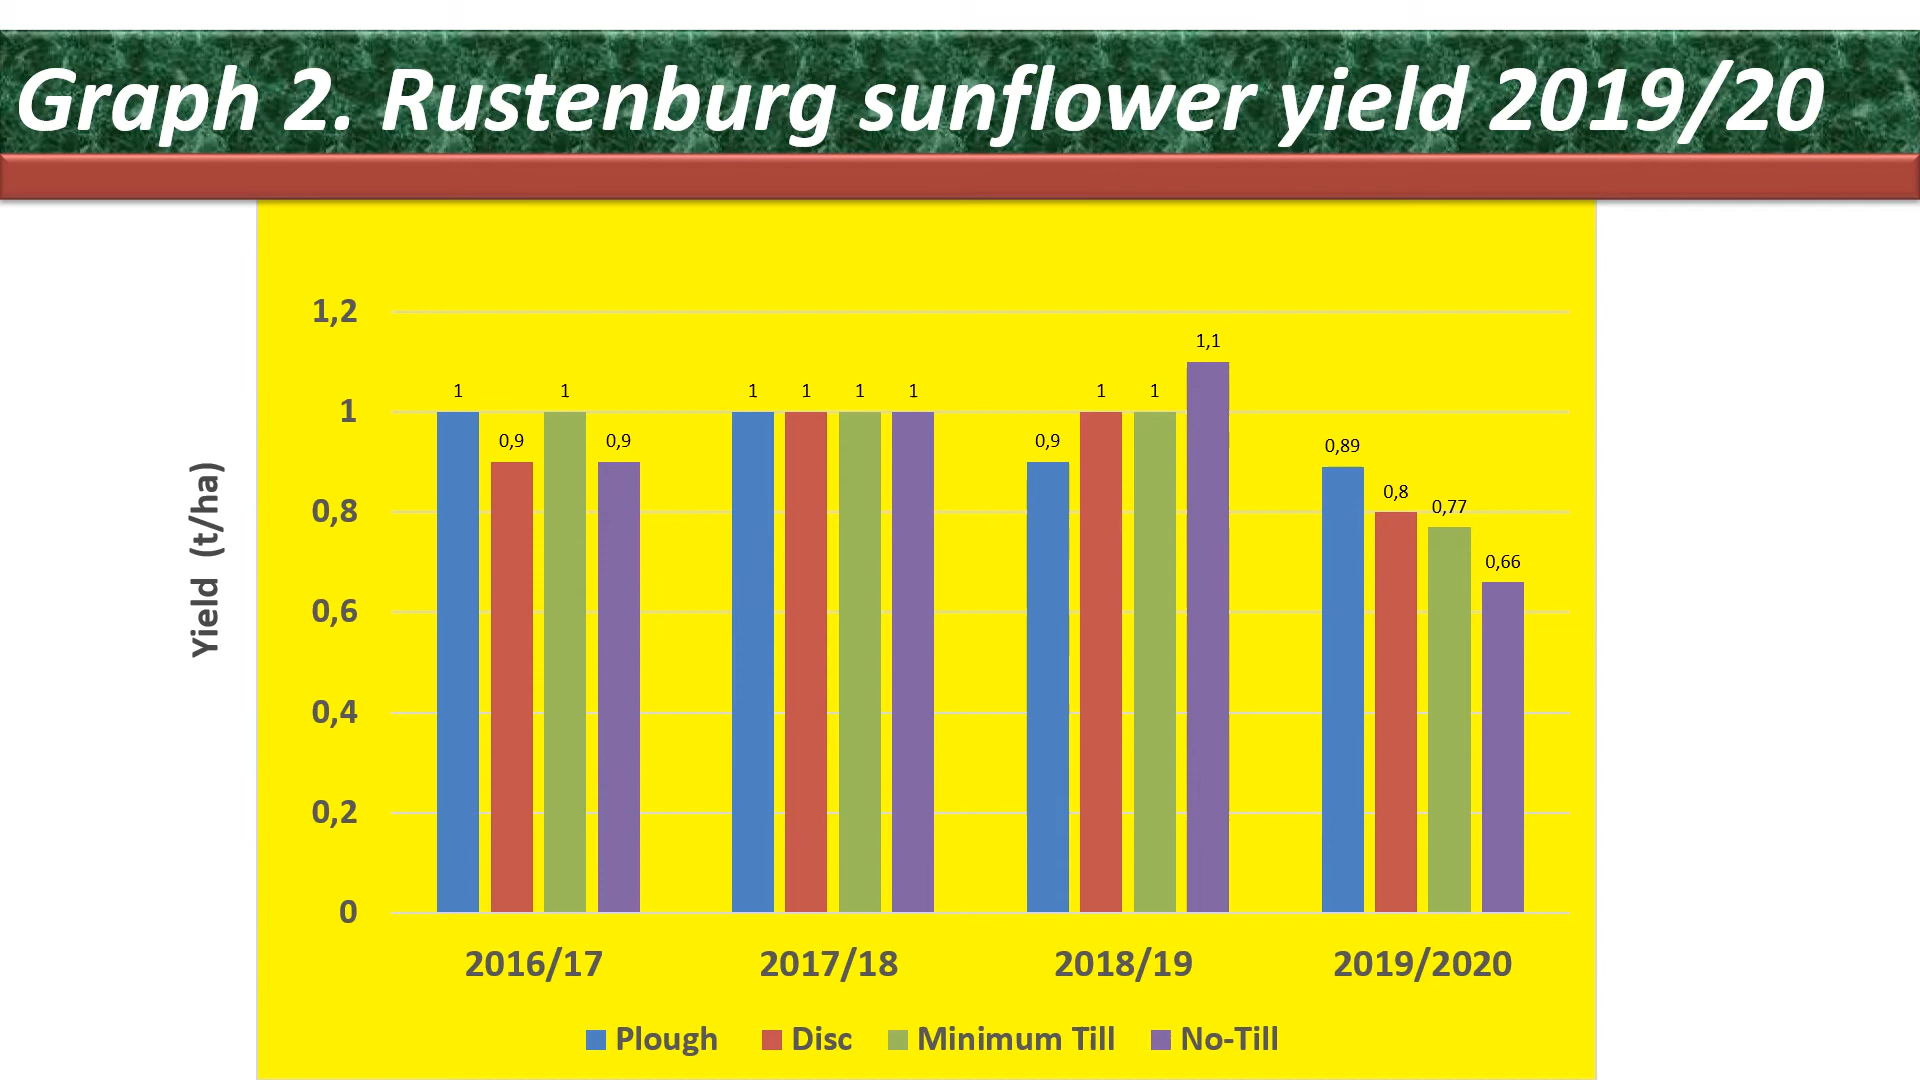 Graph 2. Rustenburg sunflower yield 2019/20
Yield (t/ha)
1,2
1
0,8
0,6
0,4
0,2
0
1 0,9 1 0,9
1 1 1 1
0,9 1 1 1,1
0,89 0,8 0,77 0,66
2016/17 2017/18 2018/19 2019/2020
Plough Disc Minimum Till No-Till